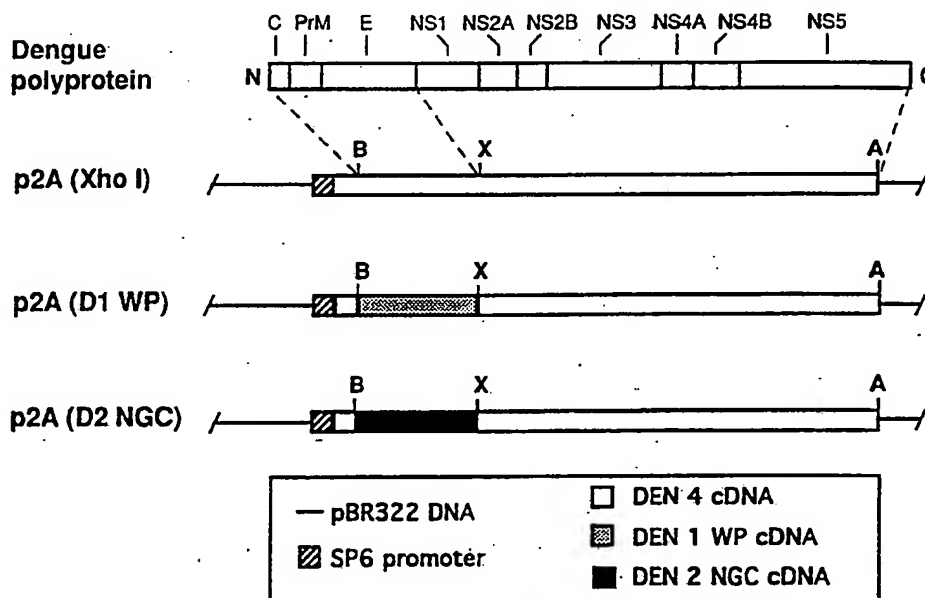 C PrM E NS1 NS2A NS2B NS3 NS4A NS4B NS5
Dengue
polyprotein
N
B X A
p2A (Xho I)
B X A
p2A (D1 WP)
B X A
p2A (D2 NGC)
pBR322 DNA
SP6 promoter
DEN 4 cDNA
DEN 1 WP cDNA
DEN 2 NGC cDNA